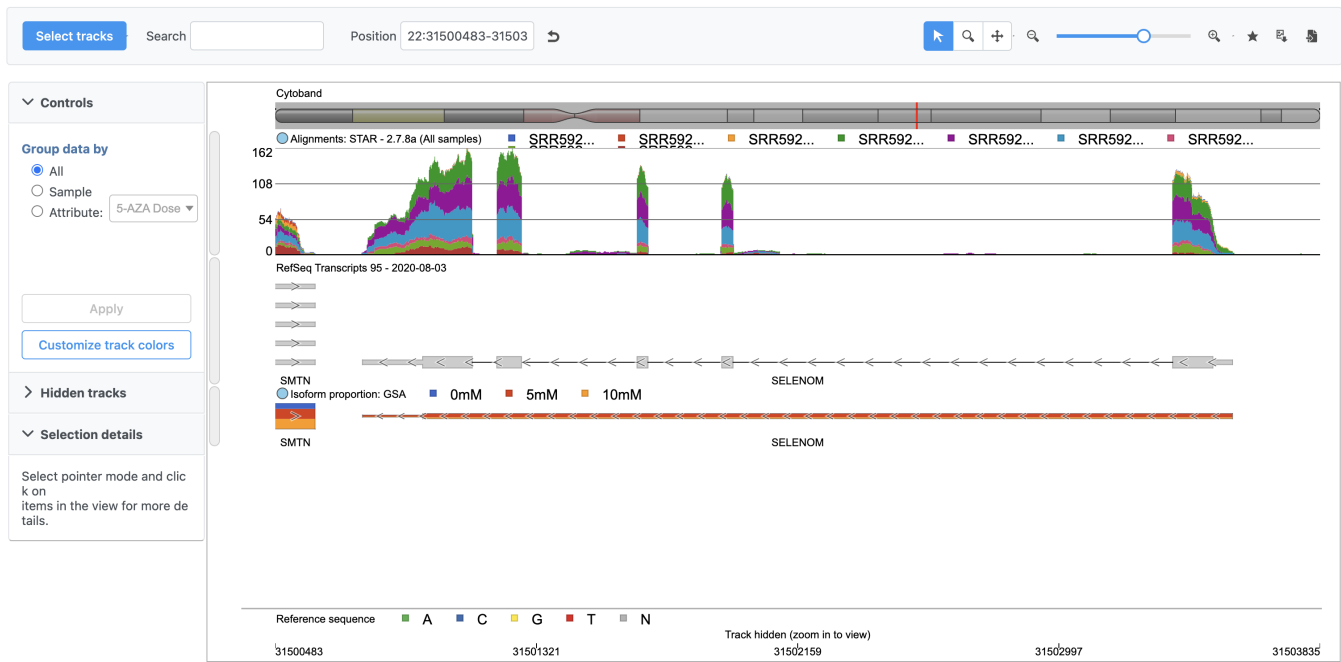 Select tracks
Search
Position 22:31500483-31503
Controls
Group data by
All
Sample
Attribute: 5-AZA Dose
Apply
Customize track colors
Hidden tracks
Selection details
Select pointer mode and clic
k on
items in the view for more de
tails.
Cytoband
Alignments: STAR - 2.7.8a (All samples) SRR592... SRR592... SRR592... SRR592... SRR592... SRR592... SRR592...
162
108
54
0
RefSeq Transcripts 95 - 2020-08-03
SMTN SELENOM
Isoform proportion: GSA 0mM 5mM 10mM
SMTN SELENOM
Reference sequence A C G T N
Track hidden (zoom in to view)
31500483 31501321 31502159 31502997 31503835